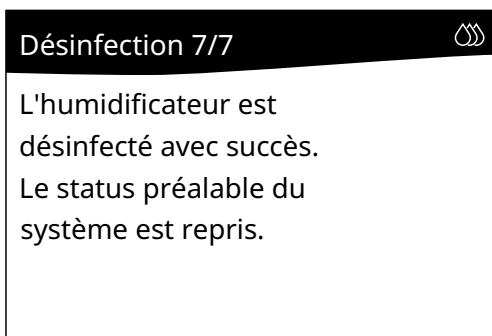 Désinfection 7/7
L'humidificateur est
désinfecté avec succès.
Le status préalable du
système est repris.